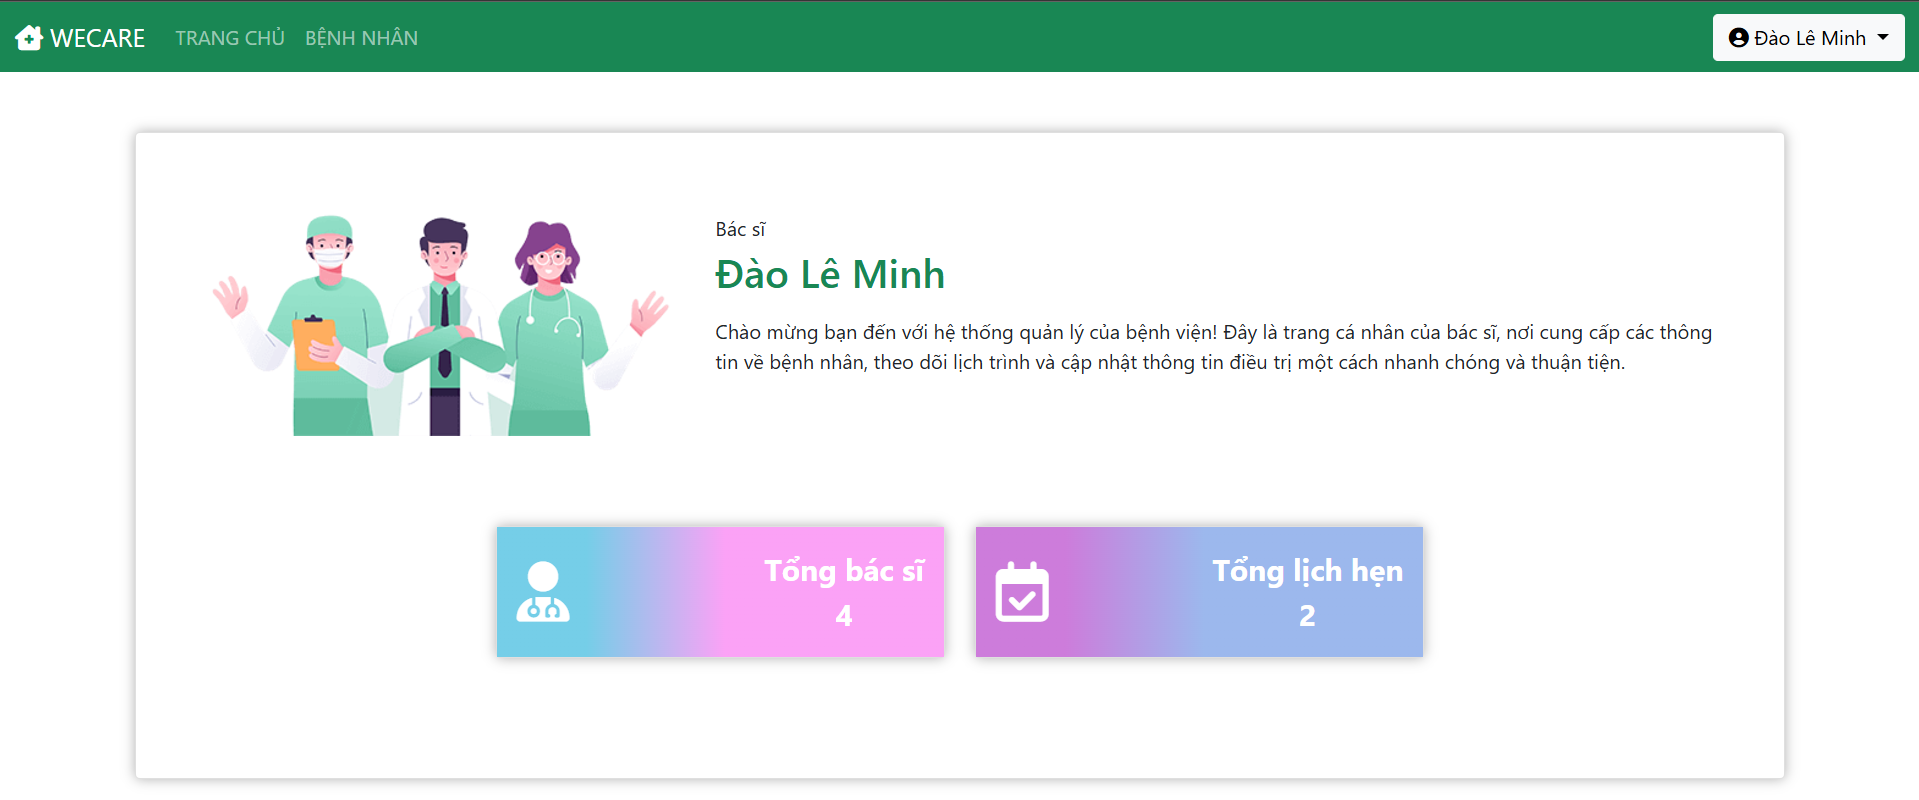 WECARE TRANG CHỦ BỆNH NHÂN Đào Lê Minh
Bác sĩ
Đào Lê Minh
Chào mừng bạn đến với hệ thống quản lý của bệnh viện! Đây là trang cá nhân của bác sĩ, nơi cung cấp các thông
tin về bệnh nhân, theo dõi lịch trình và cập nhật thông tin điều trị một cách nhanh chóng và thuận tiện.
Tổng bác sĩ
4
Tổng lịch hẹn
2